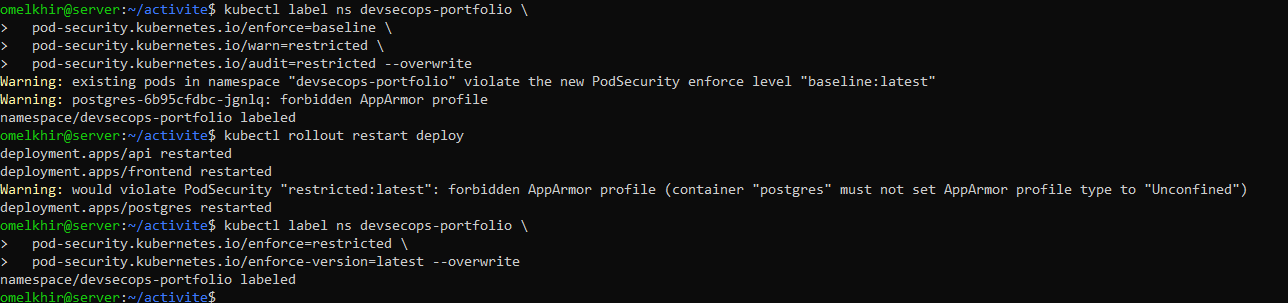 omelkhir@server:~/activite$ kubectl label ns devsecops-portfolio \
>   pod-security.kubernetes.io/enforce=baseline \
>   pod-security.kubernetes.io/warn=restricted \
>   pod-security.kubernetes.io/audit=restricted --overwrite
Warning: existing pods in namespace "devsecops-portfolio" violate the new PodSecurity enforce level "baseline:latest"
Warning: postgres-6b95cfdbc-jgnlq: forbidden AppArmor profile
namespace/devsecops-portfolio labeled
omelkhir@server:~/activite$ kubectl rollout restart deploy
deployment.apps/api restarted
deployment.apps/frontend restarted
Warning: would violate PodSecurity "restricted:latest": forbidden AppArmor profile (container "postgres" must not set AppArmor profile type to "Unconfined")
deployment.apps/postgres restarted
omelkhir@server:~/activite$ kubectl label ns devsecops-portfolio \
>   pod-security.kubernetes.io/enforce=restricted \
>   pod-security.kubernetes.io/enforce-version=latest --overwrite
namespace/devsecops-portfolio labeled
omelkhir@server:~/activite$